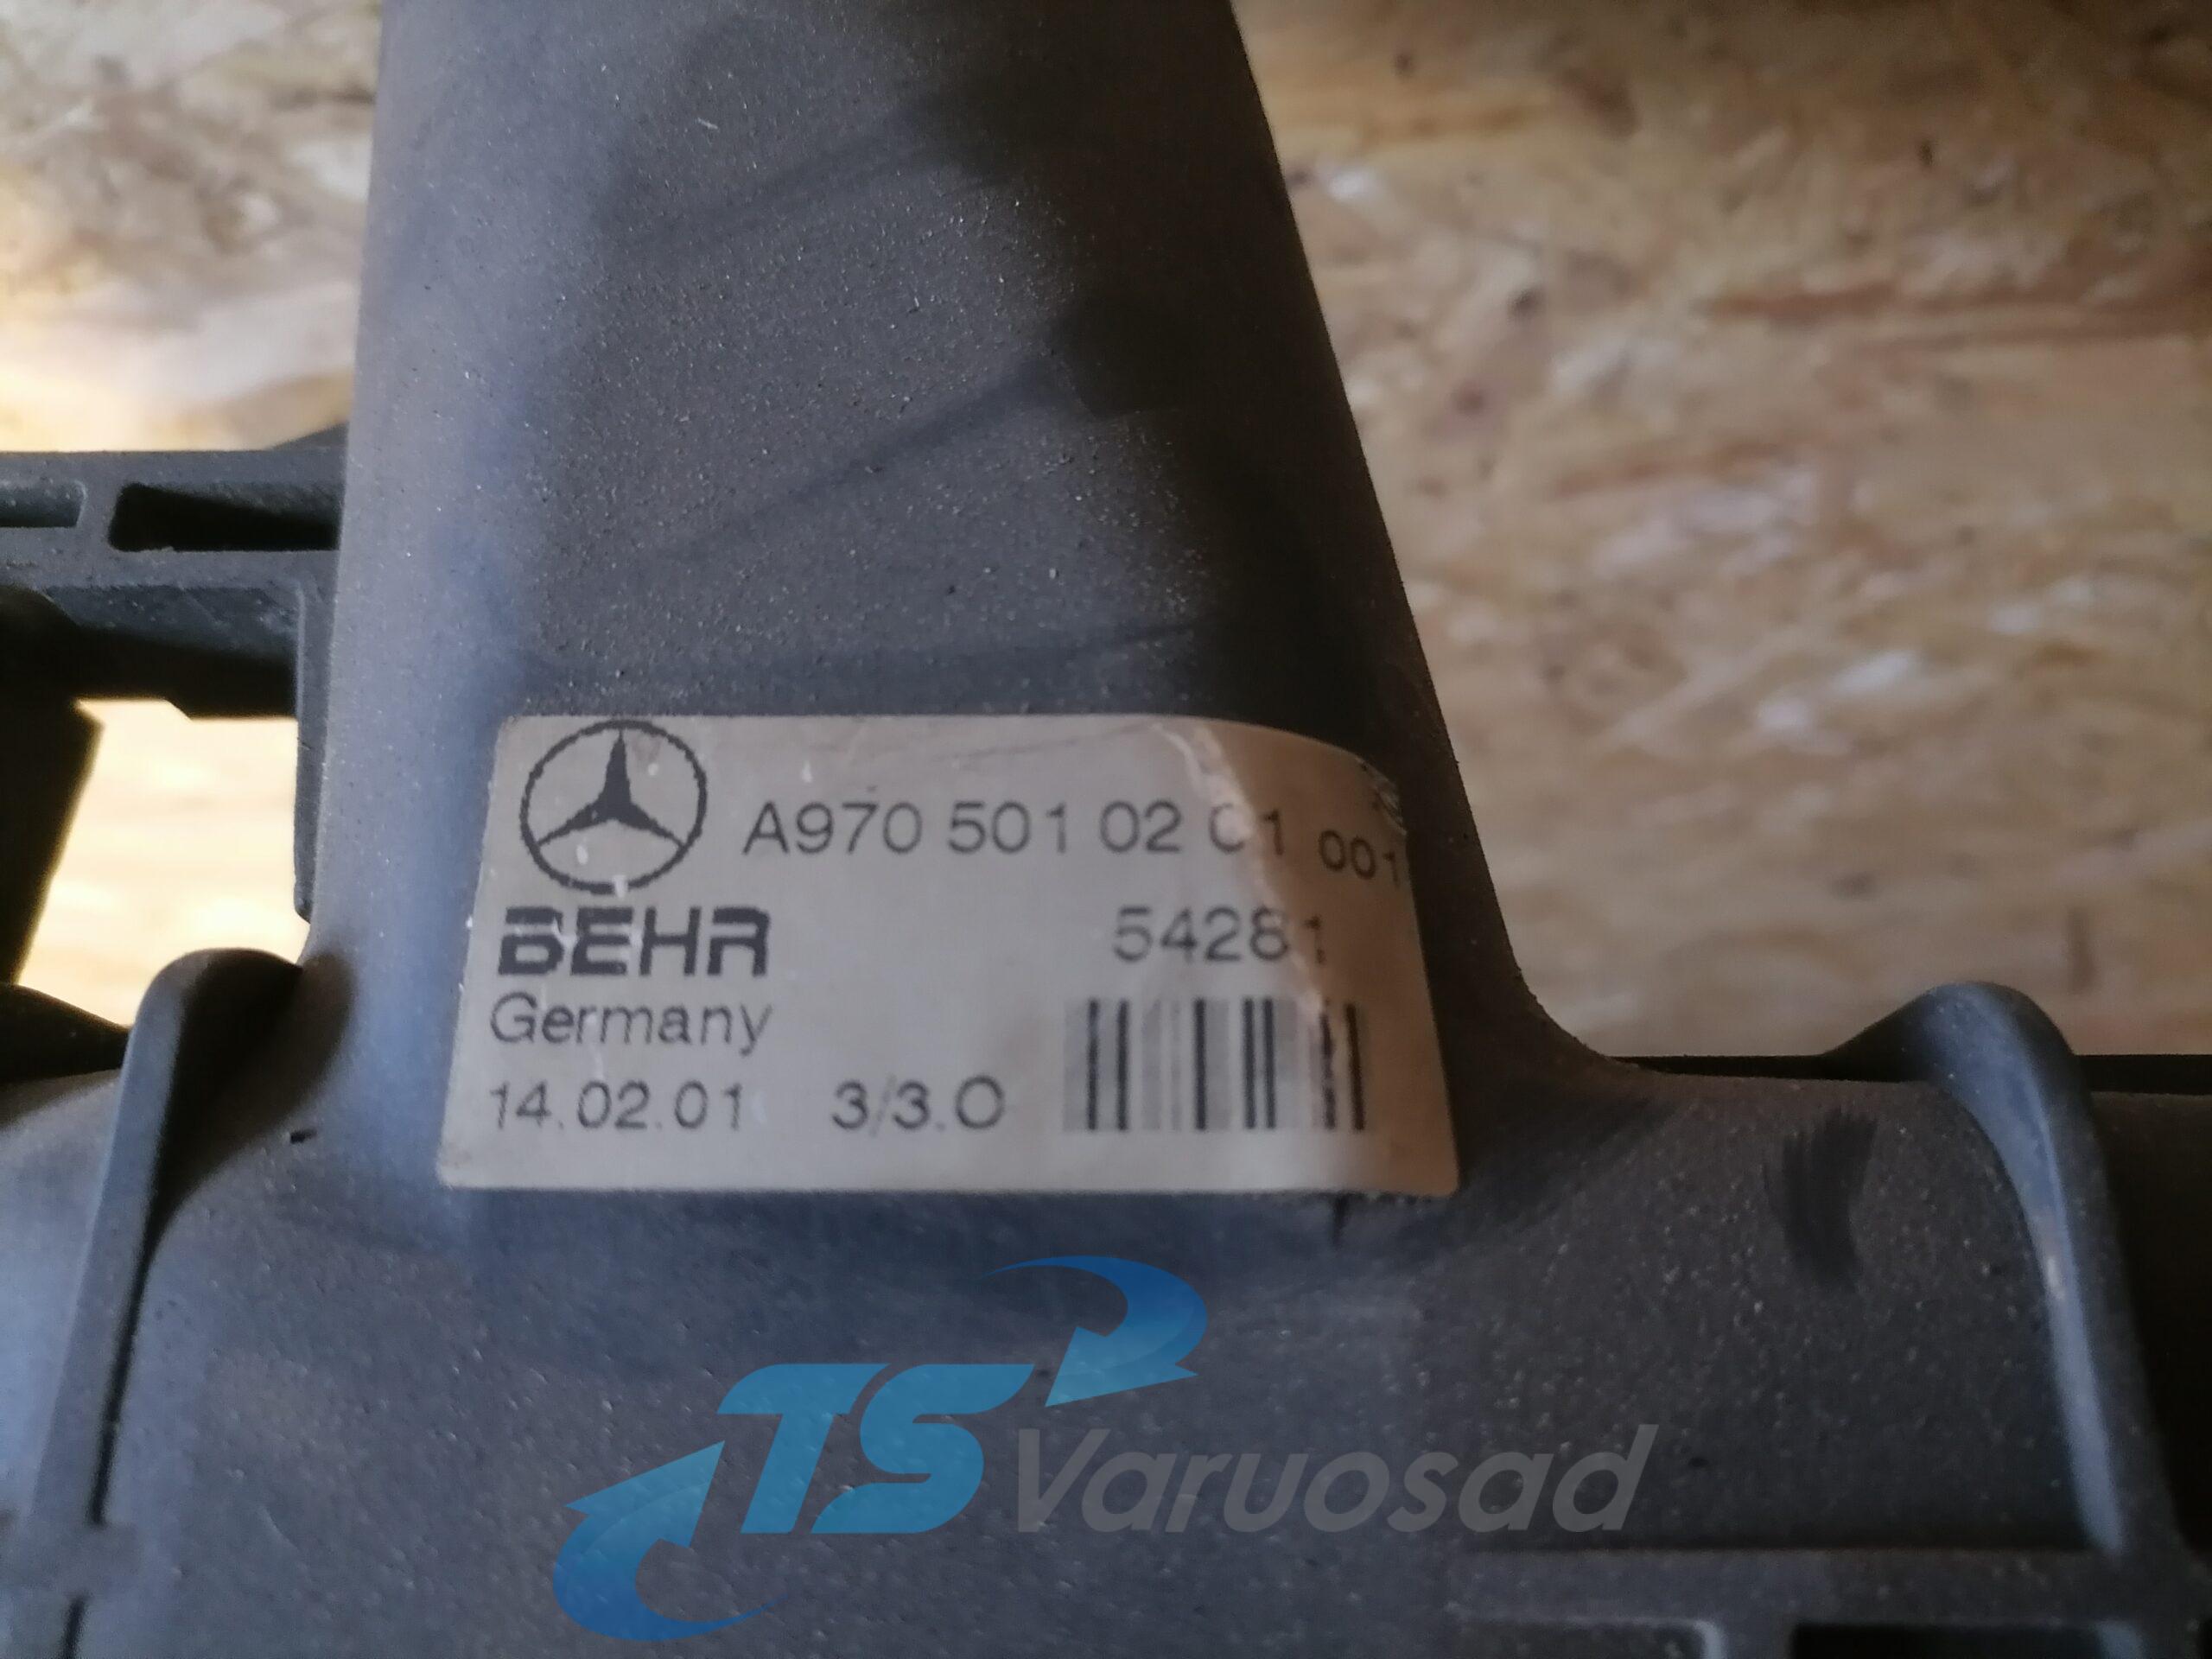 A970 501 02 01 001
BEHR 54281
Germany
14.02.01 3/3.0
TS Varuosad